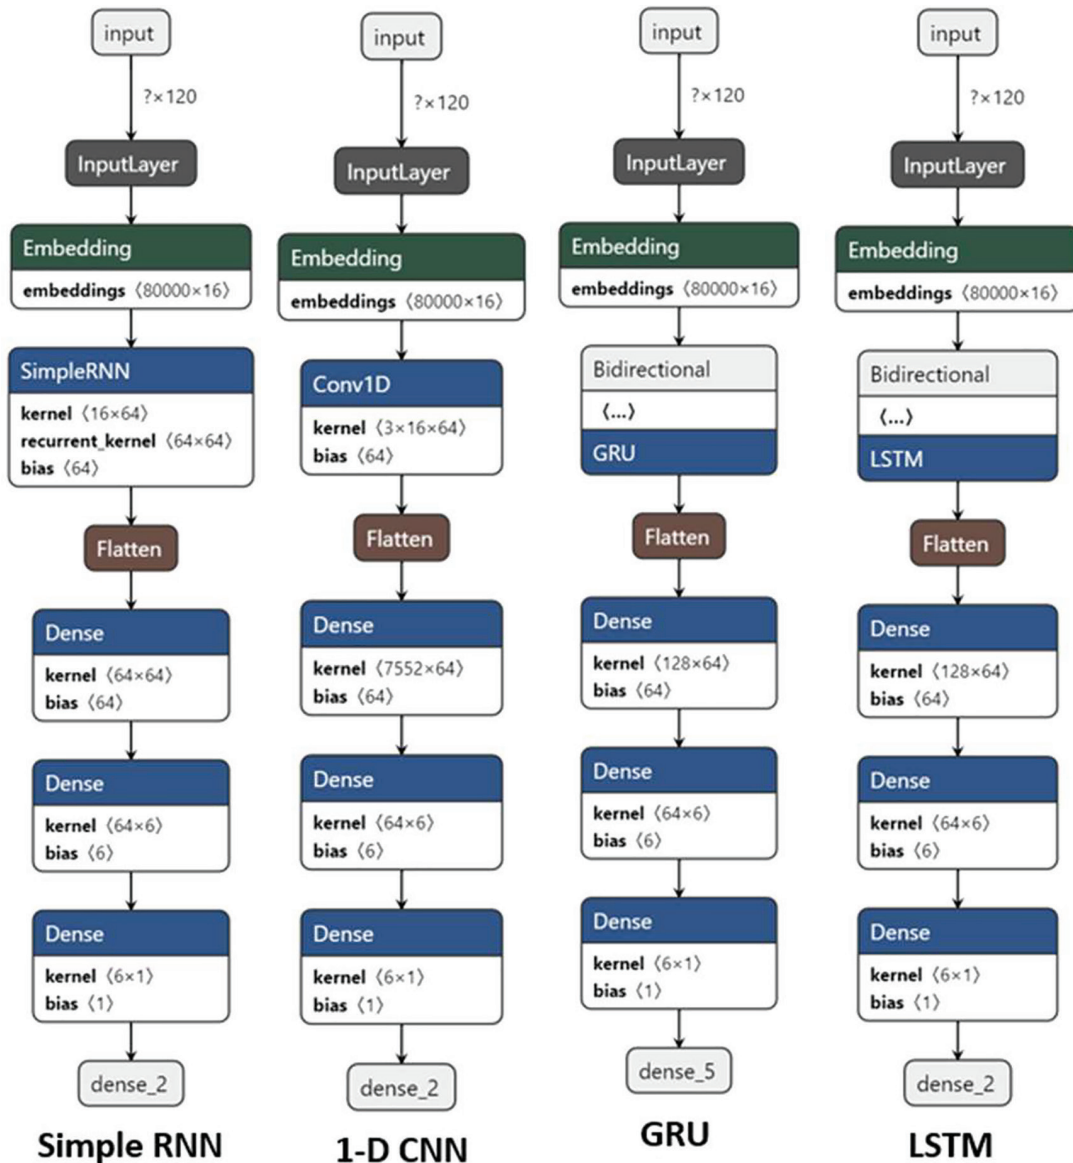 input
?×120
InputLayer
Embedding
embeddings ⟨80000×16⟩
SimpleRNN
kernel ⟨16×64⟩
recurrent_kernel ⟨64×64⟩
bias ⟨64⟩
Flatten
Dense
kernel ⟨64×64⟩
bias ⟨64⟩
Dense
kernel ⟨64×6⟩
bias ⟨6⟩
Dense
kernel ⟨6×1⟩
bias ⟨1⟩
dense_2
Simple RNN
input
?×120
InputLayer
Embedding
embeddings ⟨80000×16⟩
Conv1D
kernel ⟨3×16×64⟩
bias ⟨64⟩
Flatten
Dense
kernel ⟨7552×64⟩
bias ⟨64⟩
Dense
kernel ⟨64×6⟩
bias ⟨6⟩
Dense
kernel ⟨6×1⟩
bias ⟨1⟩
dense_2
1-D CNN
input
?×120
InputLayer
Embedding
embeddings ⟨80000×16⟩
Bidirectional
⟨...⟩
GRU
Flatten
Dense
kernel ⟨128×64⟩
bias ⟨64⟩
Dense
kernel ⟨64×6⟩
bias ⟨6⟩
Dense
kernel ⟨6×1⟩
bias ⟨1⟩
dense_5
GRU
input
?×120
InputLayer
Embedding
embeddings ⟨80000×16⟩
Bidirectional
⟨...⟩
LSTM
Flatten
Dense
kernel ⟨128×64⟩
bias ⟨64⟩
Dense
kernel ⟨64×6⟩
bias ⟨6⟩
Dense
kernel ⟨6×1⟩
bias ⟨1⟩
dense_2
LSTM